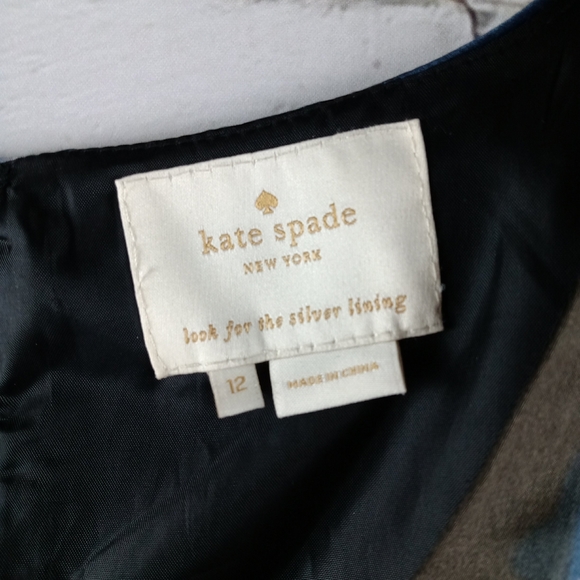 kate spade
NEW YORK
look for the silver lining
12
MADE IN CHINA